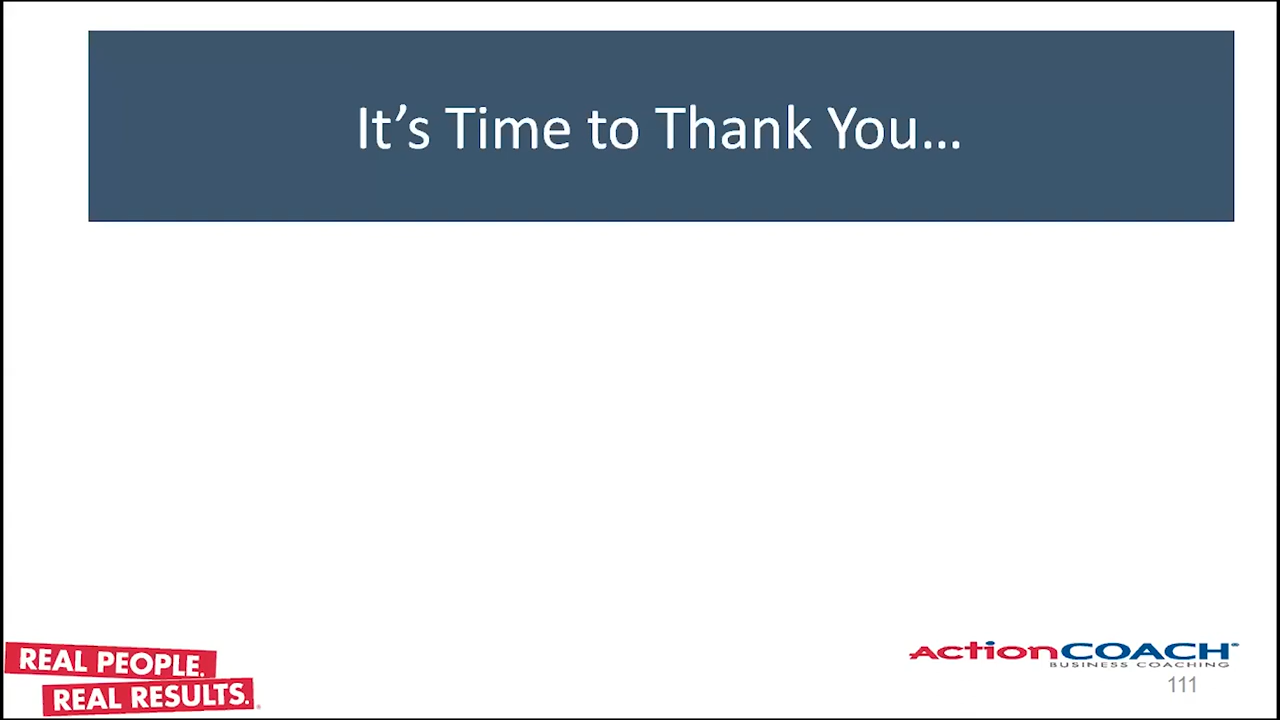 It’s Time to Thank You...
REAL PEOPLE.
REAL RESULTS.
ActionCOACH®
BUSINESS COACHING
111